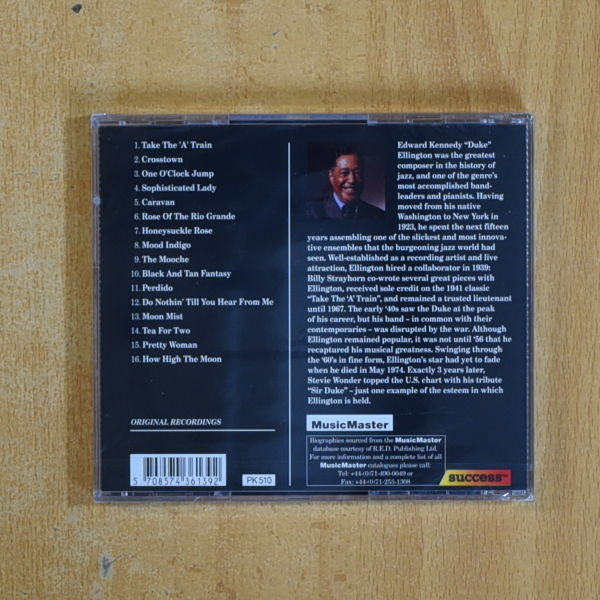 1. Take The 'A' Train
2. Crosstown
3. One O'Clock Jump
4. Sophisticated Lady
5. Caravan
6. Rose Of The Rio Grande
7. Honeysuckle Rose
8. Mood Indigo
9. The Mooche
10. Black And Tan Fantasy
11. Perdido
12. Do Nothin' Till You Hear From Me
13. Moon Mist
14. Tea For Two
15. Pretty Woman
16. How High The Moon
ORIGINAL RECORDINGS
5 708574 361392
PK 510
Edward Kennedy "Duke"
Ellington was the greatest
composer in the history of
jazz, and one of the genre's
most accomplished band-
leaders and pianists. Having
moved from his native
Washington to New York in
1923, he spent the next fifteen
years assembling one of the slickest and most innova-
tive ensembles that the burgeoning jazz world had
seen. Well-established as a recording artist and live
attraction, Ellington hired a collaborator in 1939:
Billy Strayhorn co-wrote several great pieces with
Ellington, received sole credit on the 1941 classic
"Take The 'A' Train", and remained a trusted lieutenant
until 1967. The early '40s saw the Duke at the peak
of his career, but his band – in common with their
contemporaries – was disrupted by the war. Although
Ellington remained popular, it was not until '56 that he
recaptured his musical greatness. Swinging through
the '60's in fine form, Ellington's star had yet to fade
when he died in May 1974. Exactly 3 years later,
Stevie Wonder topped the U.S. chart with his tribute
"Sir Duke" – just one example of the esteem in which
Ellington is held.
MusicMaster
Biographies sourced from the MusicMaster
database courtesy of R.E.D. Publishing Ltd.
For more information and a complete list of all
MusicMaster catalogues please call:
Tel: +44-(0)71-490-0049 or
Fax: +44-(0)71-253-1308
success™